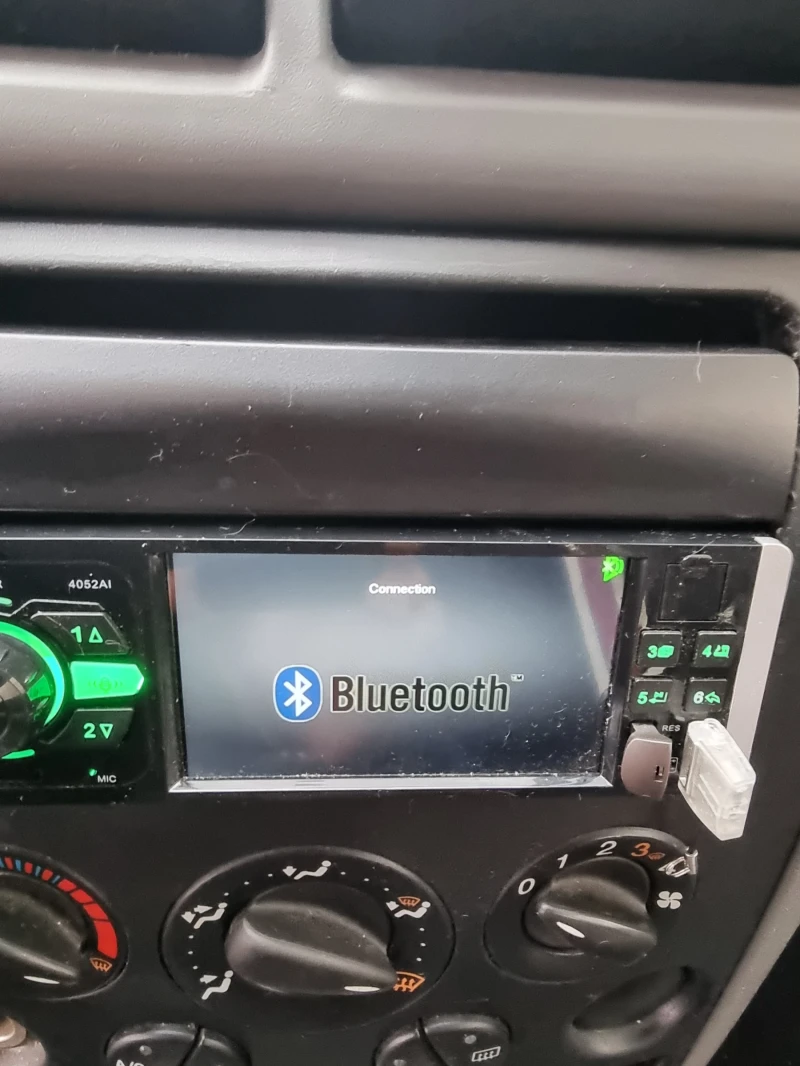 4052AI
Connection
1
3
4
Bluetooth™
5
6
2
RES
MIC
0 1 2 3